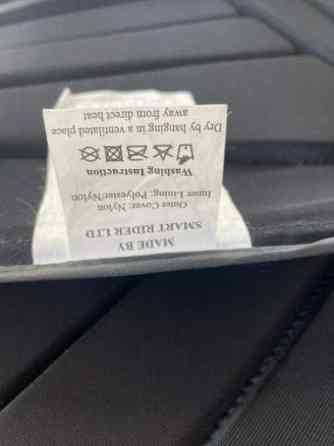 MADE BY
SMART RIDER LTD
Outer Cover: Nylon
Inner Lining: Polyester/Nylon
Washing Instruction
Dry by hanging in a ventilated place
away from direct heat